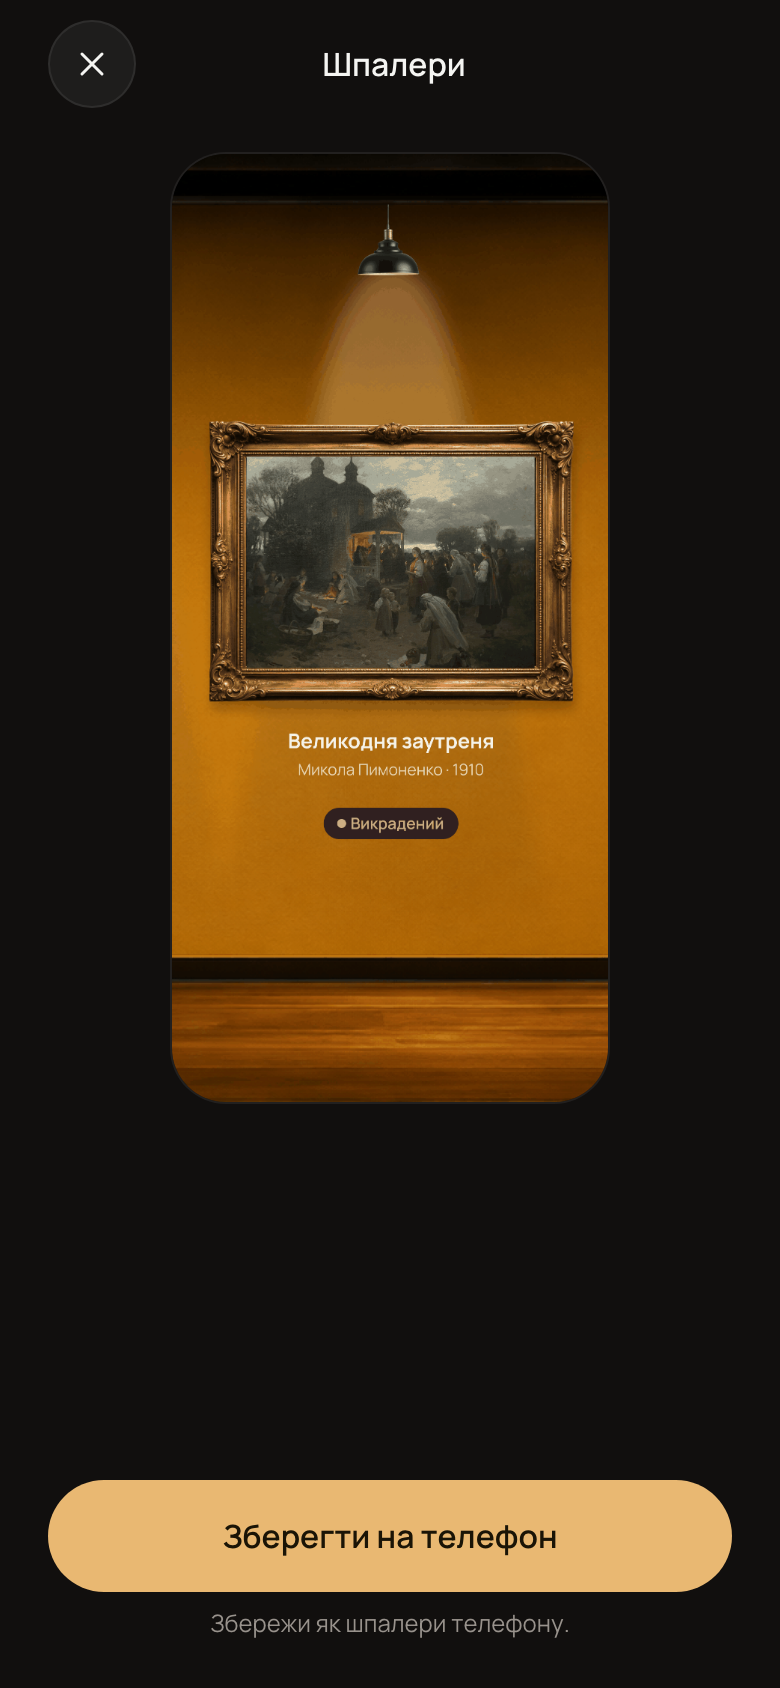 Шпалери
Великодня заутреня
Микола Пимоненко · 1910
Викрадений
Зберегти на телефон
Збережи як шпалери телефону.